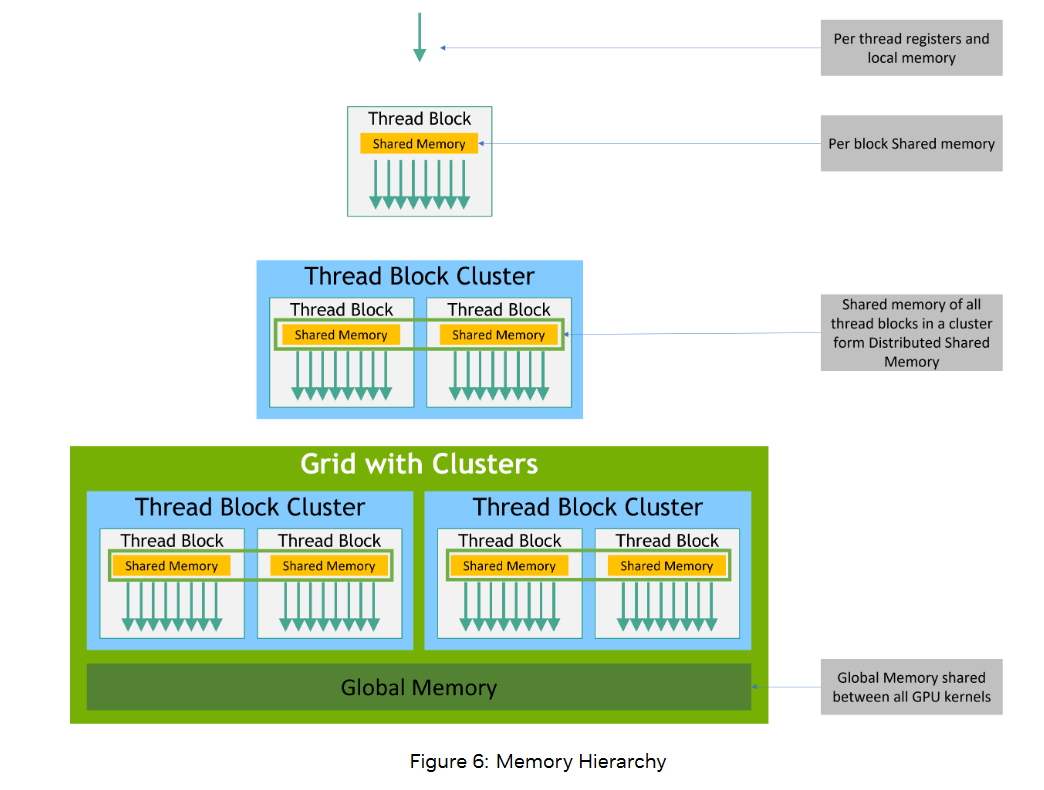 Per thread registers and
local memory
Thread Block
Shared Memory
Per block Shared memory
Thread Block Cluster
Thread Block
Thread Block
Shared Memory
Shared Memory
Shared memory of all
thread blocks in a cluster
form Distributed Shared
Memory
Grid with Clusters
Thread Block Cluster
Thread Block Cluster
Thread Block
Thread Block
Thread Block
Thread Block
Shared Memory
Shared Memory
Shared Memory
Shared Memory
Global Memory
Global Memory shared
between all GPU kernels
Figure 6: Memory Hierarchy